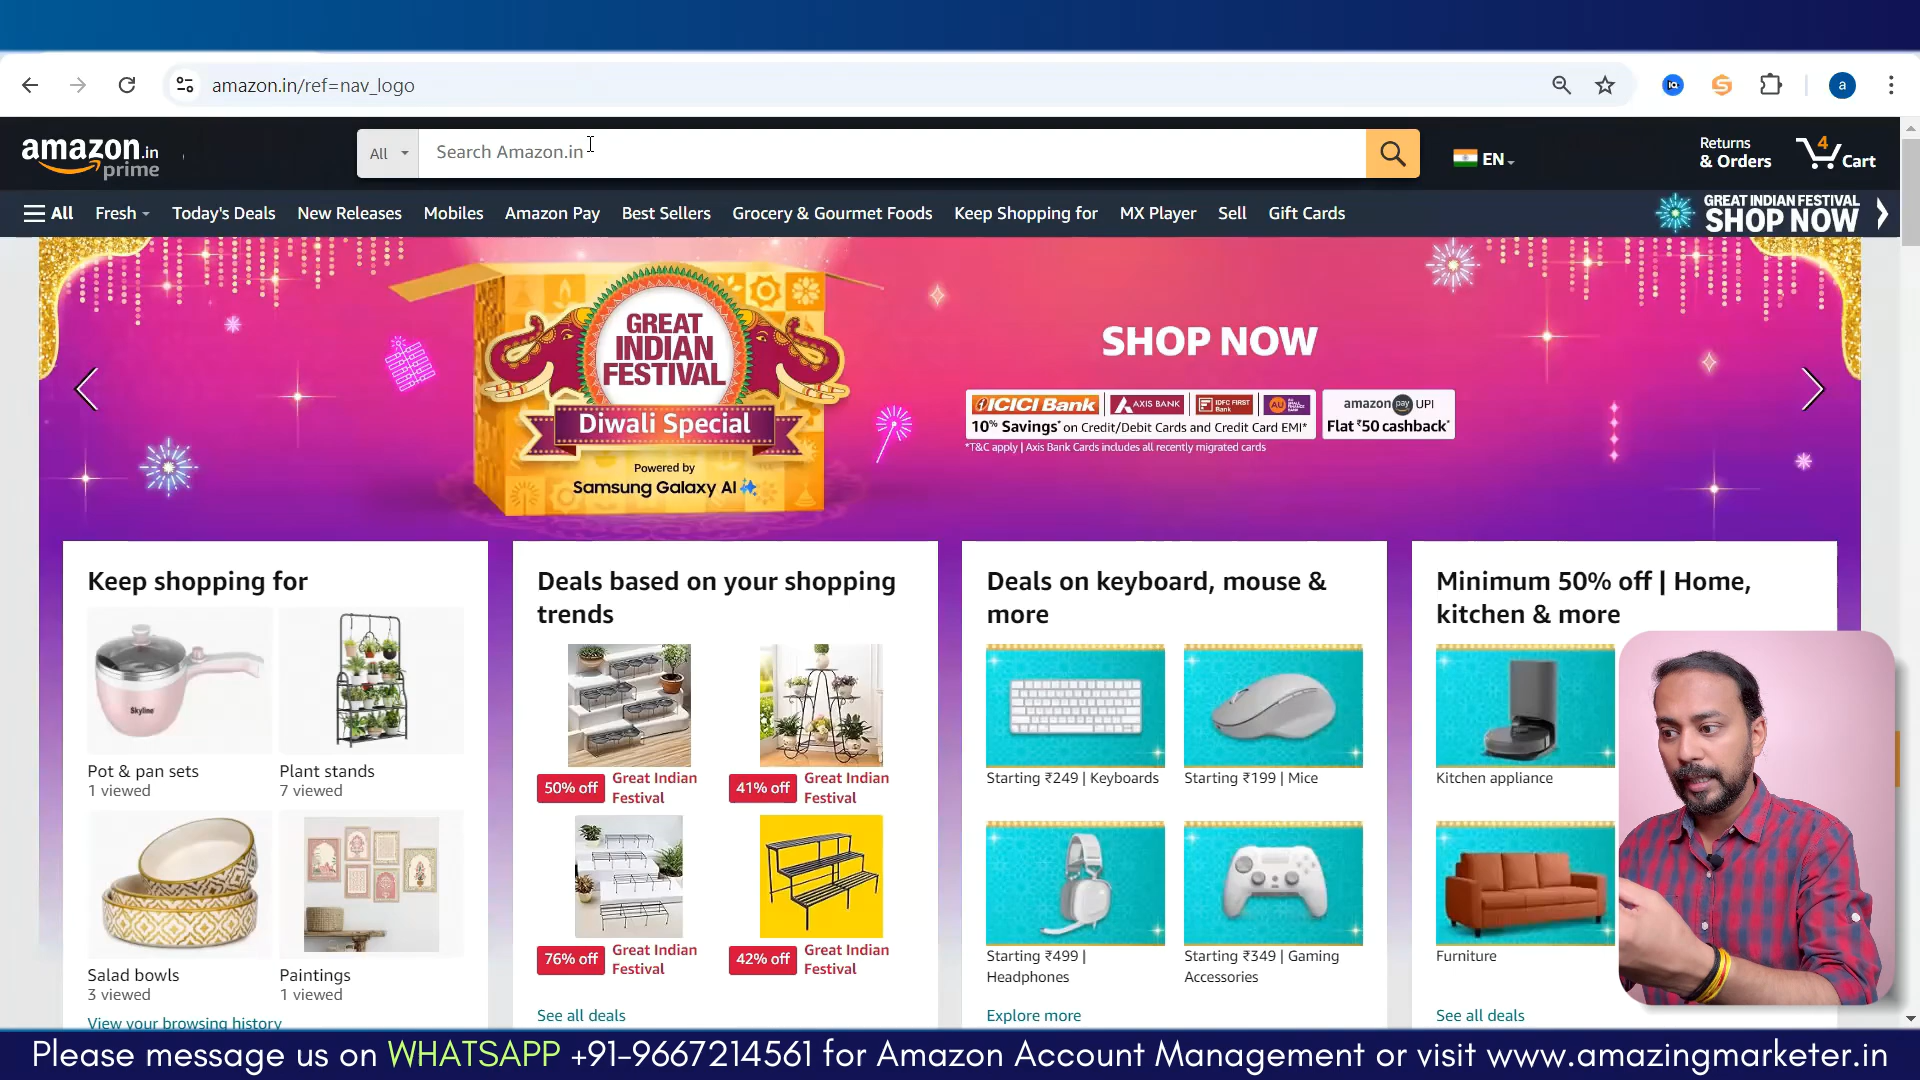 amazon.in/ref=nav_logo
a
amazon.in
prime
All
Search Amazon.in
EN
Returns
& Orders
4
Cart
All
Fresh
Today's Deals
New Releases
Mobiles
Amazon Pay
Best Sellers
Grocery & Gourmet Foods
Keep Shopping for
MX Player
Sell
Gift Cards
GREAT INDIAN FESTIVAL
SHOP NOW
GREAT
INDIAN
FESTIVAL
Diwali Special
Powered by
Samsung Galaxy AI
SHOP NOW
ICICI Bank
AXIS BANK
IDFC FIRST
Bank
AU
10% Savings* on Credit/Debit Cards and Credit Card EMI*
amazon pay UPI
Flat ₹50 cashback*
*T&C apply | Axis Bank Cards includes all recently migrated cards
Keep shopping for
Skyline
Pot & pan sets
1 viewed
Plant stands
7 viewed
Salad bowls
3 viewed
Paintings
1 viewed
View your browsing history
Deals based on your shopping
trends
50% off
Great Indian
Festival
41% off
Great Indian
Festival
76% off
Great Indian
Festival
42% off
Great Indian
Festival
See all deals
Deals on keyboard, mouse &
more
Starting ₹249 | Keyboards
Starting ₹199 | Mice
Starting ₹499 |
Headphones
Starting ₹349 | Gaming
Accessories
Explore more
Minimum 50% off | Home,
kitchen & more
Kitchen appliance
Furniture
See all deals
Please message us on WHATSAPP +91-9667214561 for Amazon Account Management or visit www.amazingmarketer.in